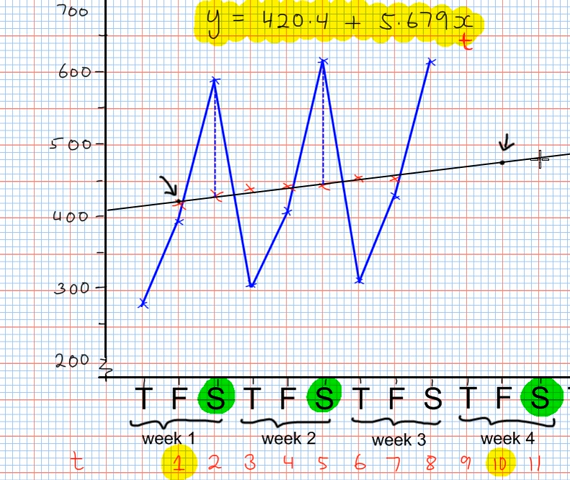 700
y = 420.4 + 5.679x
t
600
500
400
300
200
T F S T F S T F S T F S
week 1 week 2 week 3 week 4
t 1 2 3 4 5 6 7 8 9 10 11